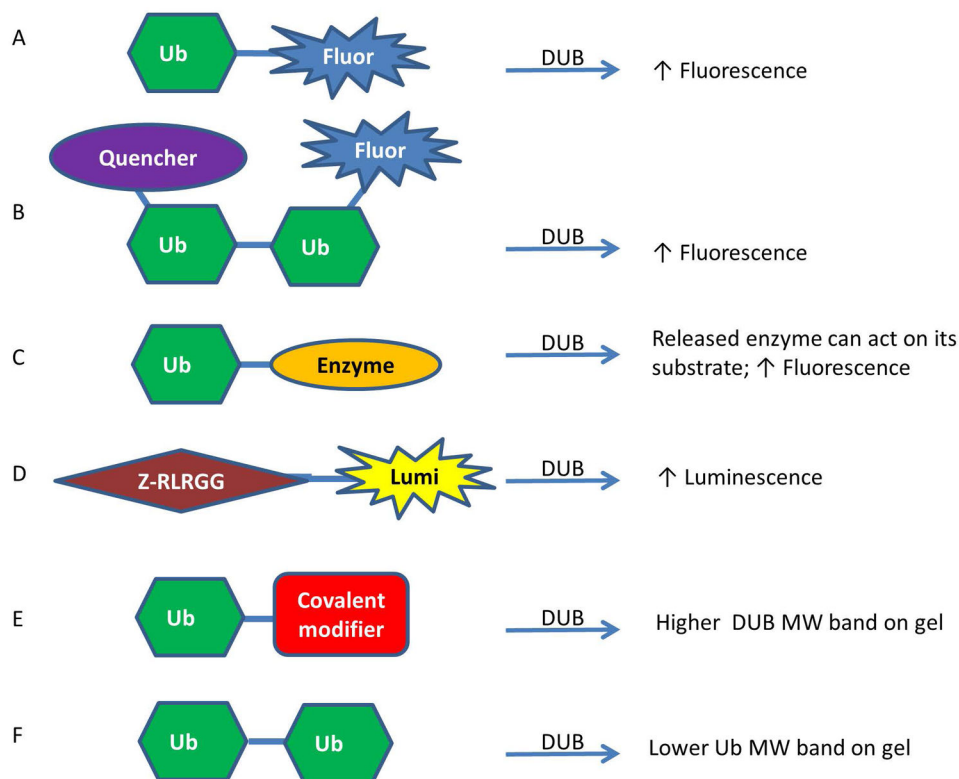 A
Ub
Fluor
DUB
↑ Fluorescence
Quencher
Fluor
B
Ub
Ub
DUB
↑ Fluorescence
C
Ub
Enzyme
DUB
Released enzyme can act on its
substrate; ↑ Fluorescence
D
Z-RLRGG
Lumi
DUB
↑ Luminescence
E
Ub
Covalent
modifier
DUB
Higher DUB MW band on gel
F
Ub
Ub
DUB
Lower Ub MW band on gel